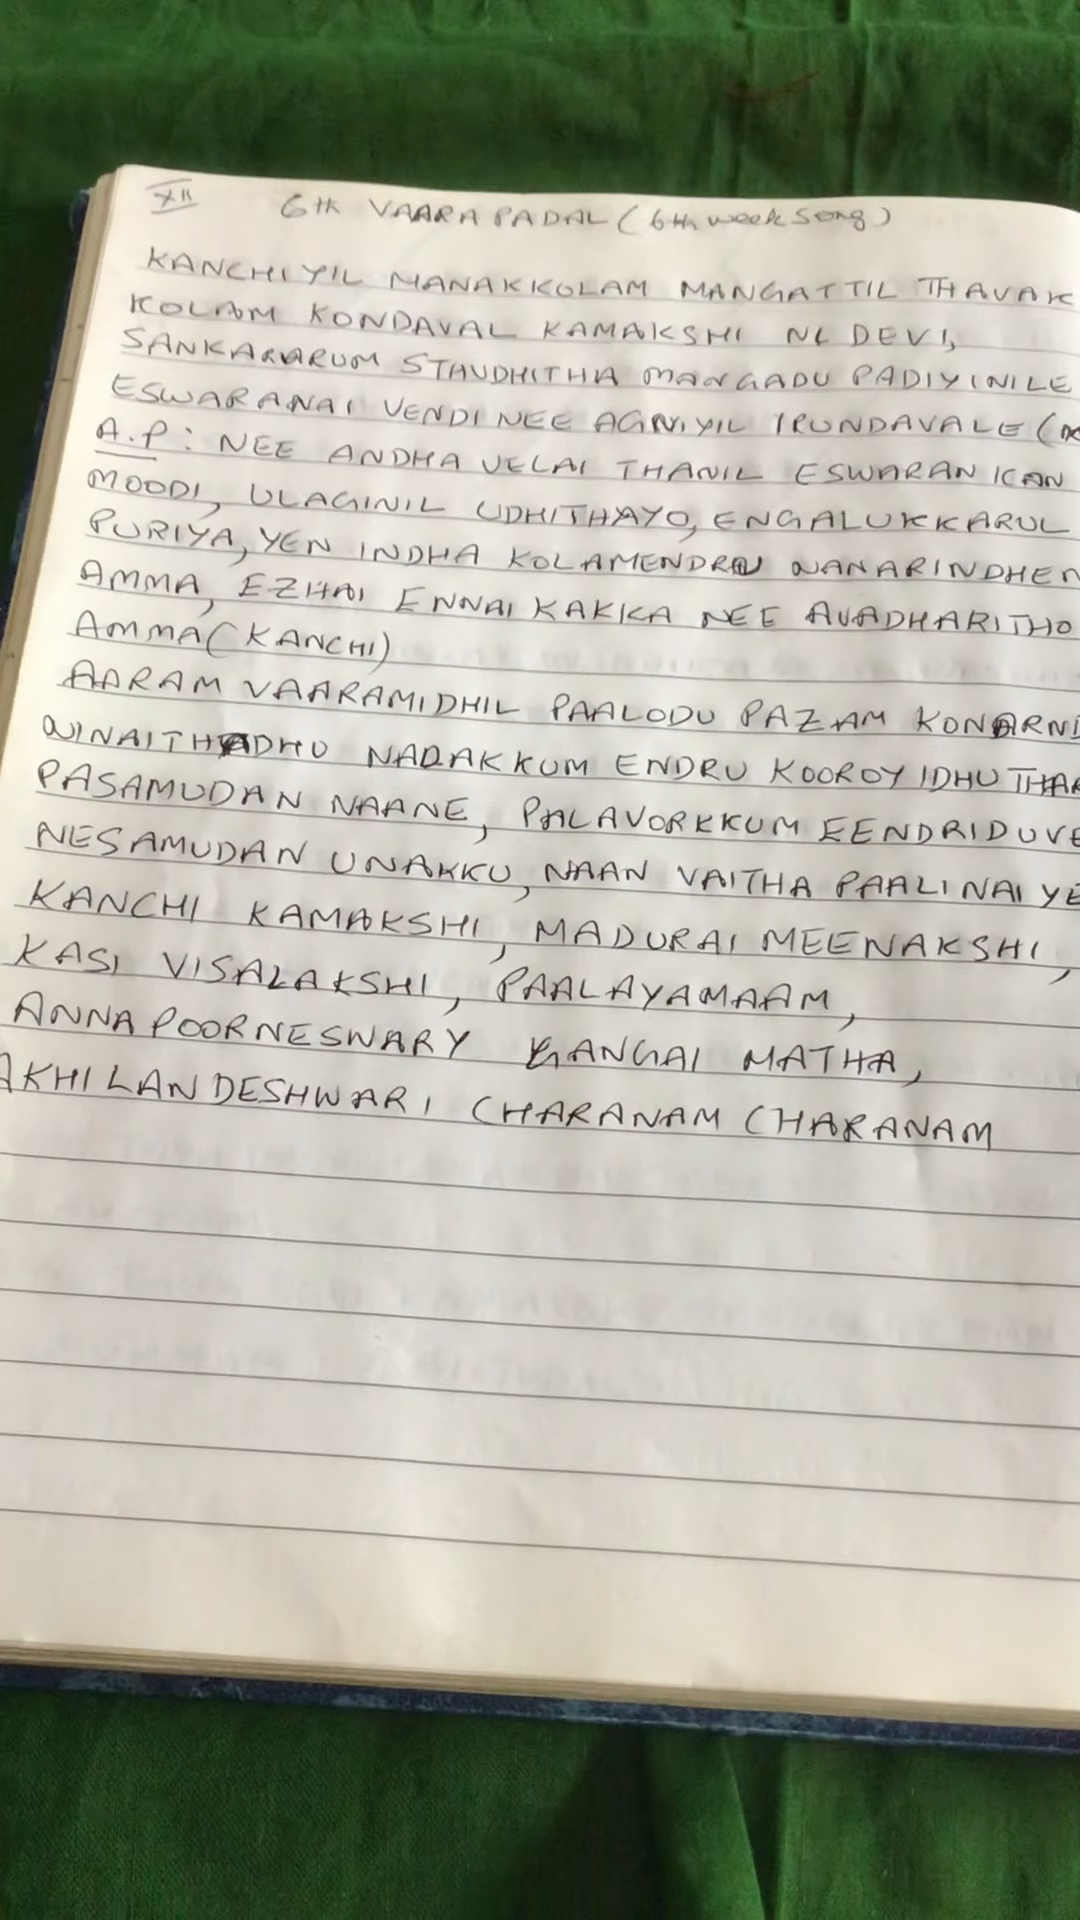 XII 6th VAARA PADAL (6th week song)
KANCHIYIL MANAKKOLAM MANGATTIL THAVAK
KOLAM KONDAVAL KAMAKSHI NL DEVI,
SANKARARUM STHUDHITHA MANGADU PADIYINILE
ESWARANAI VENDI NEE AGNIYIL IRUNDAVALE
A.P: NEE ANDHA VELAI THANIL ESWARAN KAN
MOODI, ULAGINIL UDHITHAYO, ENGALUKKARUL
PURIYA, YEN INDHA KOLAMENDRU NANARINDHEN
AMMA, EZHAI ENNAI KAKKA NEE AVADHARITHO
AMMA (KANCHI)
AARAM VAARAMIDHIL PAALODU PAZAM
NINAITHADHU NADAKKUM ENDRU KOOROY IDHU
PASAMUDAN NAANE, PALAVORKKUM EENDRIDUVE
NESAMUDAN UNAKKU, NAAN VAITHA PAALINAI YE
KANCHI KAMAKSHI, MADURAI MEENAKSHI,
KASI VISALAKSHI, PAALAYAMAAM,
ANNAPOORNESWARY GANGAI MATHA,
AKHILANDESHWARI CHARANAM CHARANAM